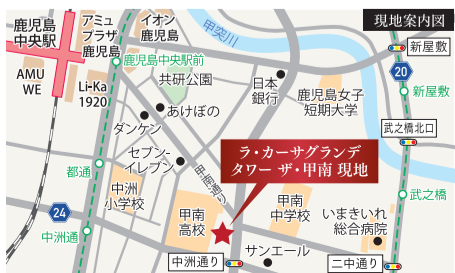 現地案内図
鹿児島
中央駅
アミュ
プラザ
鹿児島
イオン
鹿児島
甲突川
新屋敷
鹿児島中央駅前
AMU
WE
Li-Ka
1920
共研公園
日本
銀行
鹿児島女子
短期大学
20
新屋敷
あけぼの
ダンケン
武之橋北口
セブン-
イレブン
甲南通り
ラ・カーサグランデ
タワー ザ・甲南 現地
都通
中洲
小学校
武之橋
24
甲南
高校
甲南
中学校
いまきいれ
総合病院
中洲通
中洲通り
サンエール
二中通り